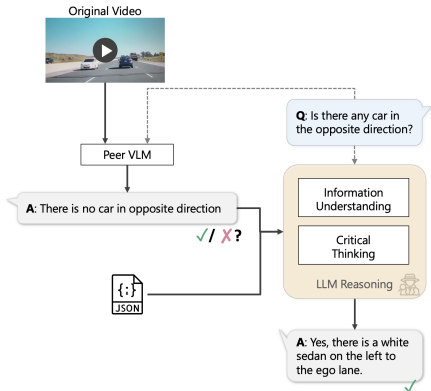 Original Video
Q: Is there any car in
the opposite direction?
Peer VLM
A: There is no car in opposite direction
✓/ ✗?
Information
Understanding
Critical
Thinking
LLM Reasoning
{;}
JSON
A: Yes, there is a white
sedan on the left to
the ego lane.
✓